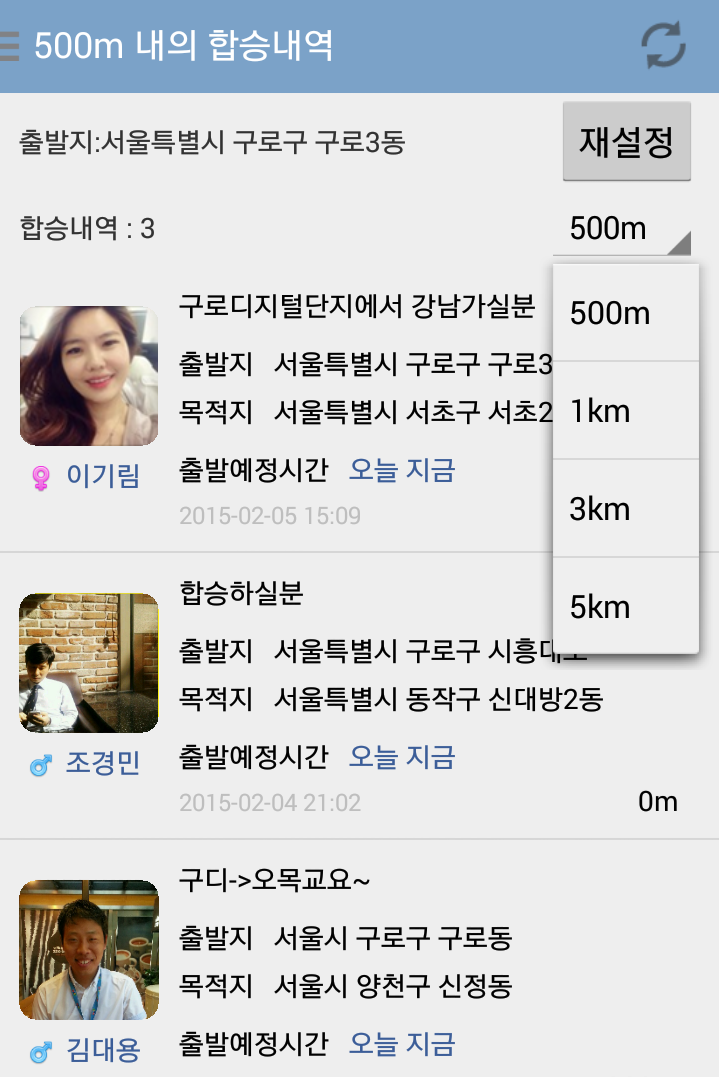 500m 내의 합승내역
출발지:서울특별시 구로구 구로3동
재설정
합승내역 : 3
500m
500m
1km
3km
5km
구로디지털단지에서 강남가실분
출발지 서울특별시 구로구 구로3
목적지 서울특별시 서초구 서초2
이기림
출발예정시간 오늘 지금
2015-02-05 15:09
합승하실분
출발지 서울특별시 구로구
목적지 서울특별시 동작구 신대방2동
조경민
출발예정시간 오늘 지금
2015-02-04 21:02
0m
구디->오목교요~
출발지 서울시 구로구 구로동
목적지 서울시 양천구 신정동
김대용
출발예정시간 오늘 지금